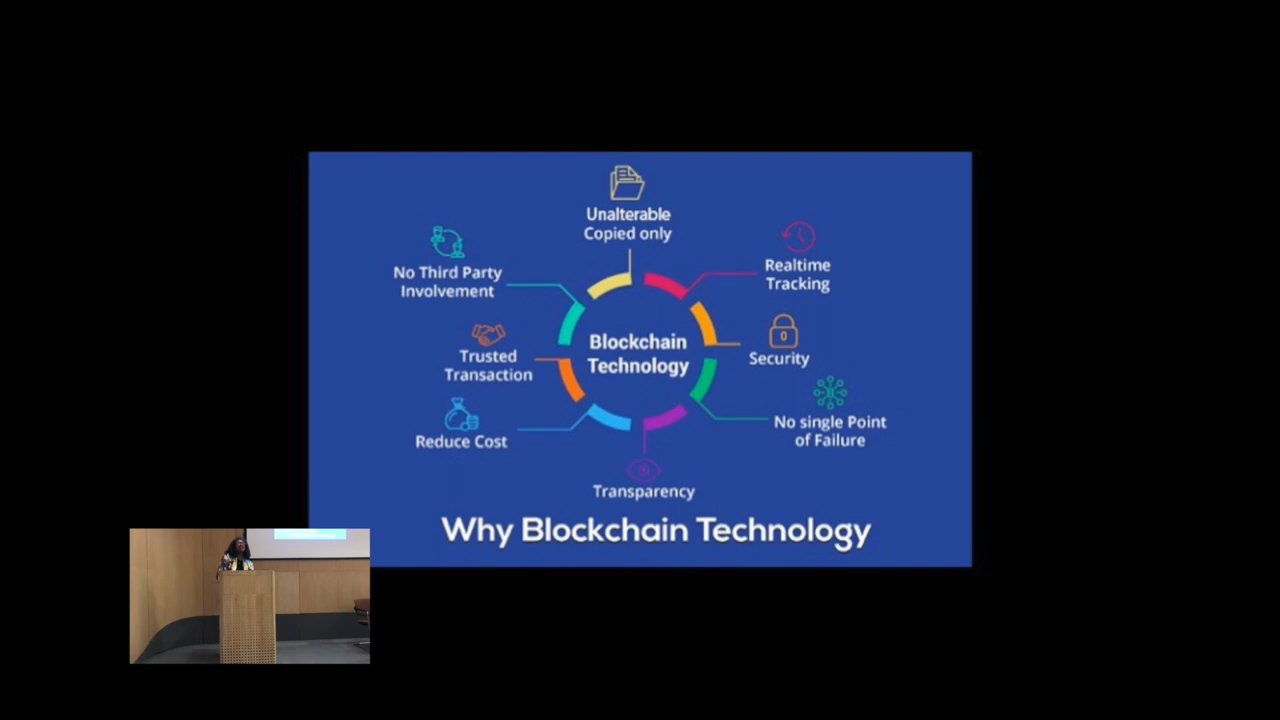 Unalterable
Copied only
No Third Party
Involvement
Realtime
Tracking
Blockchain
Technology
Trusted
Transaction
Security
Reduce Cost
No single Point
of Failure
Transparency
Why Blockchain Technology